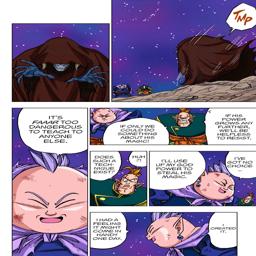 TMP
IF HIS
POWER
GROWS ANY
FURTHER,
WE'LL BE
HELPLESS
TO RESIST.
IF ONLY WE
COULD DO
SOMETHING
ABOUT HIS
MAGIC!
I'VE
GOT NO
CHOICE
I'LL USE
UP MY GOD
POWER TO
STEAL HIS
MAGIC.
HUH
DOES
SUCH A
TECH-
NIQUE
EXIST
I
CREATED
IT.
I HAD A
FEELING
IT MIGHT
COME IN
HANDY
ONE DAY.
IT'S
FAAAR TOO
DANGEROUS
TO TEACH TO
ANYONE
ELSE.